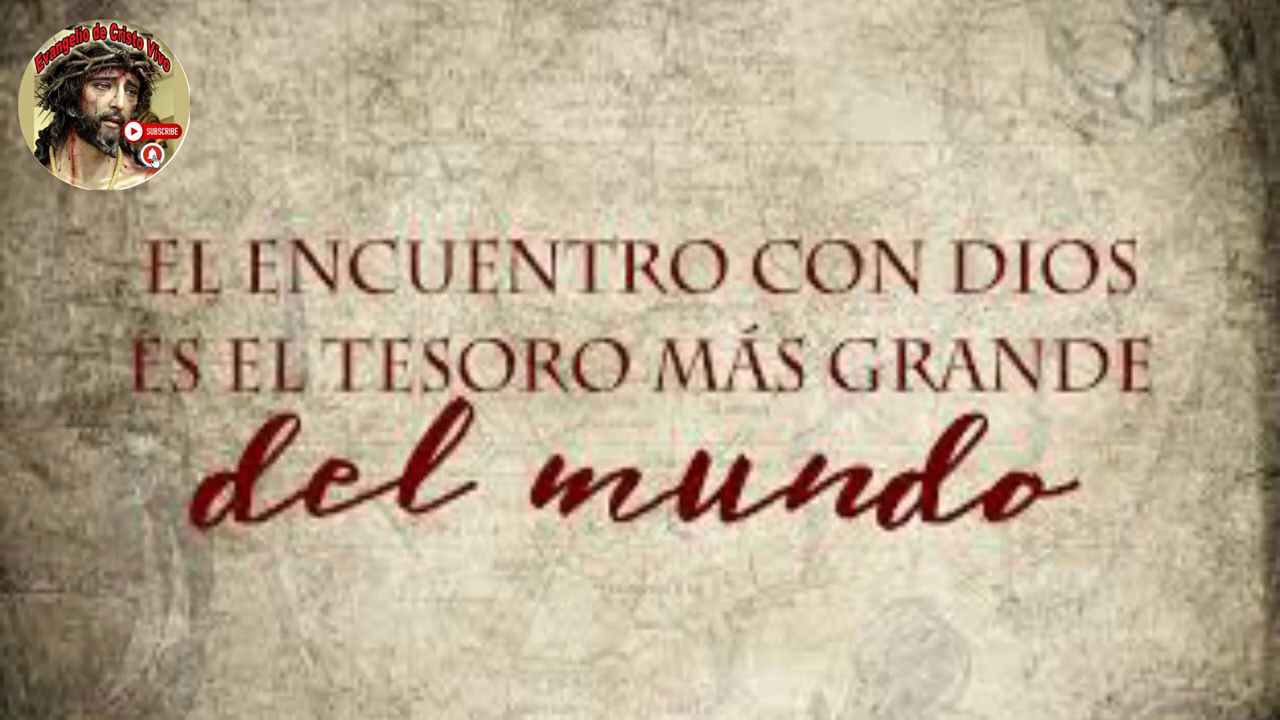 Evangelio de Cristo Vivo
SUBSCRIBE
EL ENCUENTRO CON DIOS
ES EL TESORO MÁS GRANDE
del mundo